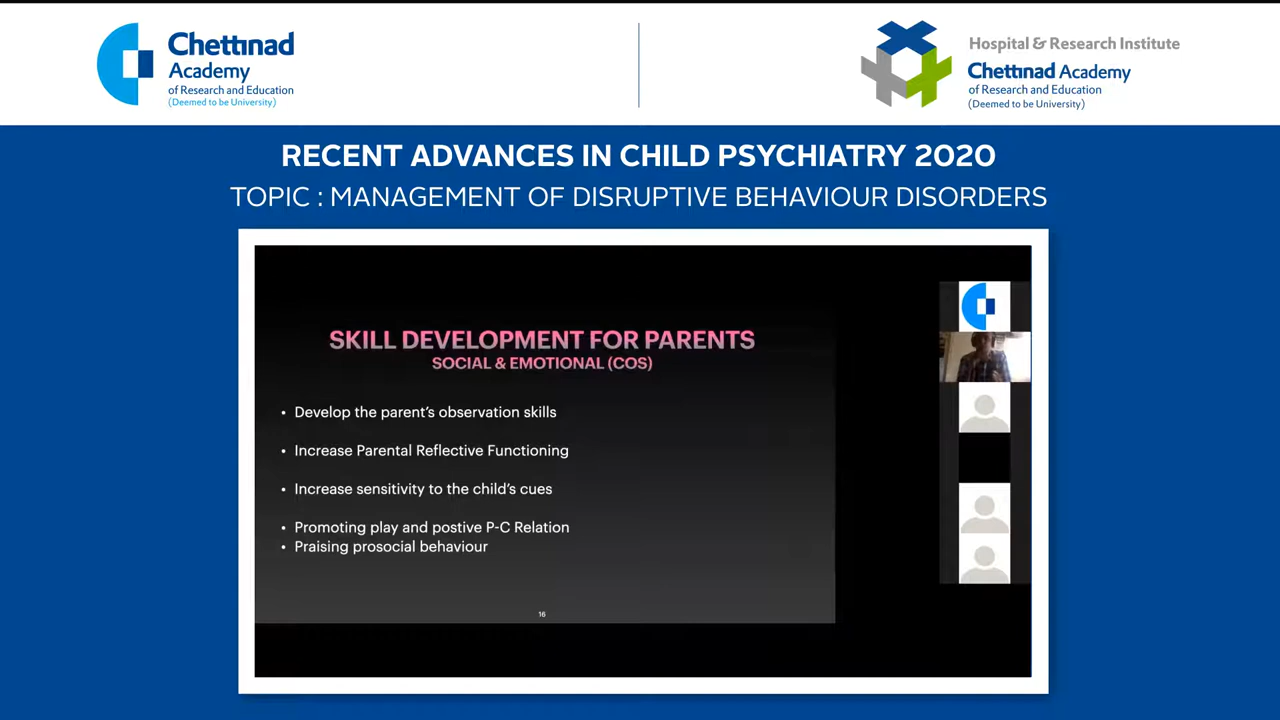 Chettinad
Academy
of Research and Education
(Deemed to be University)
Hospital & Research Institute
Chettinad Academy
of Research and Education
(Deemed to be University)
RECENT ADVANCES IN CHILD PSYCHIATRY 2020
TOPIC : MANAGEMENT OF DISRUPTIVE BEHAVIOUR DISORDERS
SKILL DEVELOPMENT FOR PARENTS
SOCIAL & EMOTIONAL (COS)
• Develop the parent's observation skills
• Increase Parental Reflective Functioning
• Increase sensitivity to the child's cues
• Promoting play and postive P-C Relation
• Praising prosocial behaviour
16